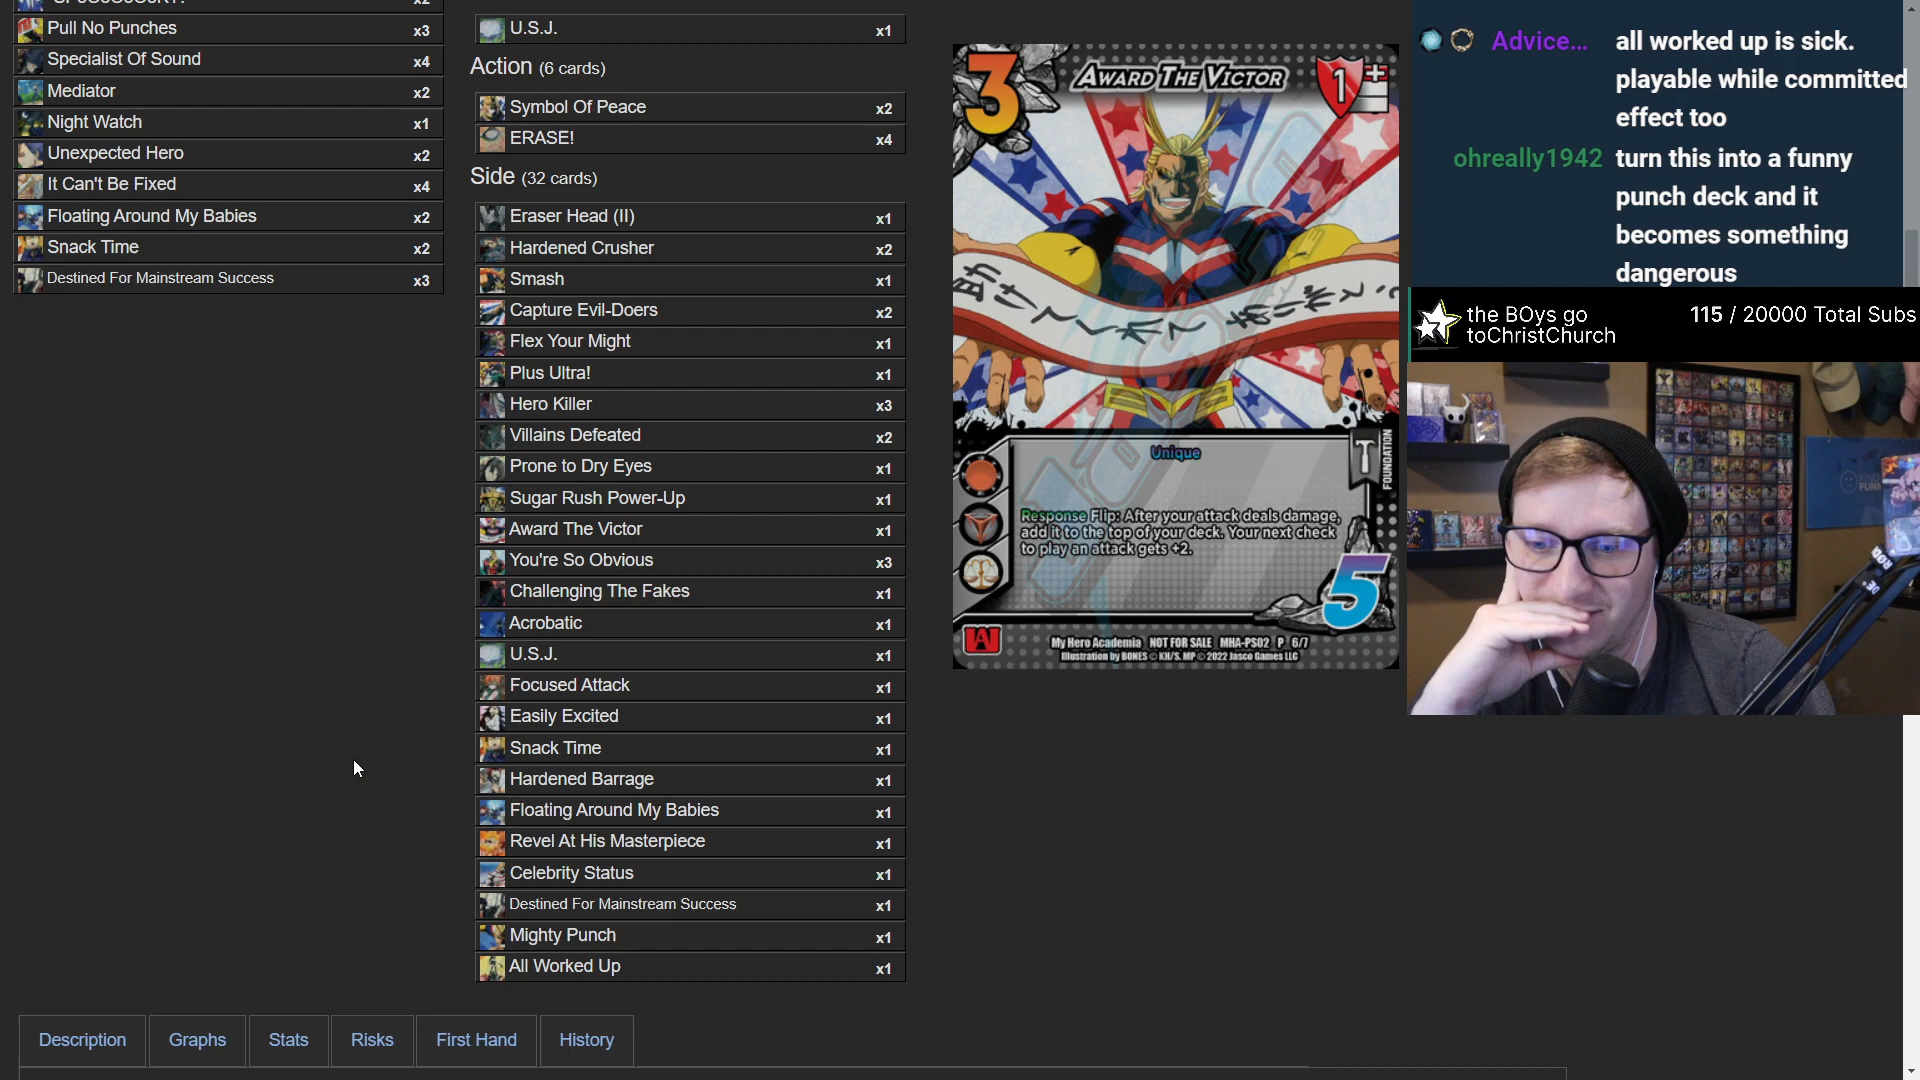 x2
Pull No Punches x3
Specialist Of Sound x4
Mediator x2
Night Watch x1
Unexpected Hero x2
It Can't Be Fixed x4
Floating Around My Babies x2
Snack Time x2
Destined For Mainstream Success x3
U.S.J. x1
Action (6 cards)
Symbol Of Peace x2
ERASE! x4
Side (32 cards)
Eraser Head (II) x1
Hardened Crusher x2
Smash x1
Capture Evil-Doers x2
Flex Your Might x1
Plus Ultra! x1
Hero Killer x3
Villains Defeated x2
Prone to Dry Eyes x1
Sugar Rush Power-Up x1
Award The Victor x1
You're So Obvious x3
Challenging The Fakes x1
Acrobatic x1
U.S.J. x1
Focused Attack x1
Easily Excited x1
Snack Time x1
Hardened Barrage x1
Floating Around My Babies x1
Revel At His Masterpiece x1
Celebrity Status x1
Destined For Mainstream Success x1
Mighty Punch x1
All Worked Up x1
Description Graphs Stats Risks First Hand History
3
AWARD THE VICTOR
1 +
FOUNDATION
Unique
Response Flip: After your attack deals damage,
add it to the top of your deck. Your next check
to play an attack gets +2.
5
My Hero Academia NOT FOR SALE MHA-PS02 P 6/7
Illustration by BONES © KH/S, MP © 2022 Jasco Games LLC
Advice... all worked up is sick.
playable while committed
effect too
ohreally1942 turn this into a funny
punch deck and it
becomes something
dangerous
the BOys go
toChristChurch
115 / 20000 Total Subs